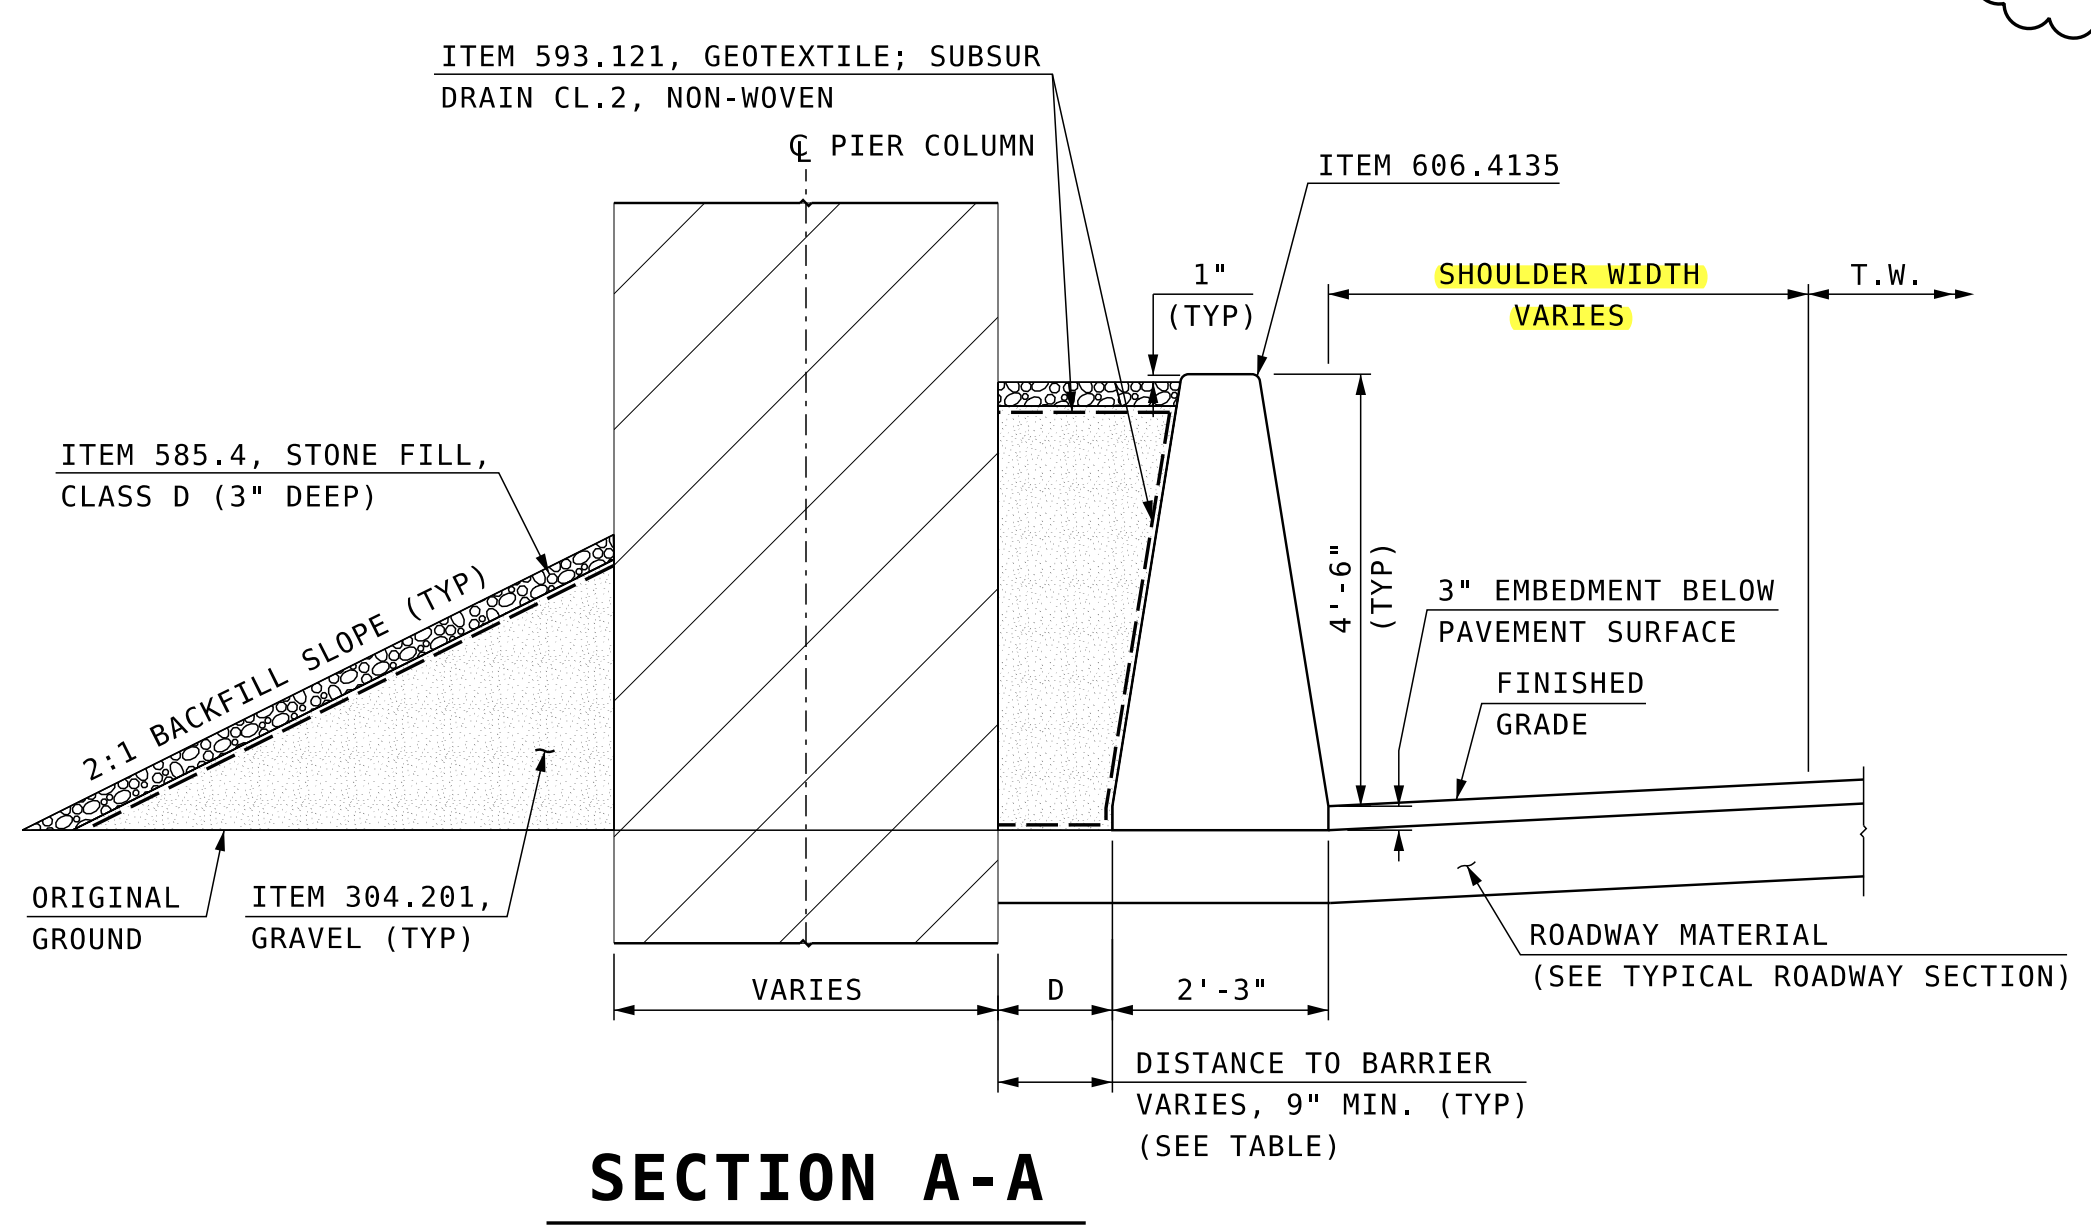 ITEM 593.121, GEOTEXTILE; SUBSUR
DRAIN CL.2, NON-WOVEN
℄ PIER COLUMN
ITEM 606.4135
1"
(TYP)
SHOULDER WIDTH
VARIES
T.W.
ITEM 585.4, STONE FILL,
CLASS D (3" DEEP)
2:1 BACKFILL SLOPE (TYP)
4'-6"
(TYP)
3" EMBEDMENT BELOW
PAVEMENT SURFACE
FINISHED
GRADE
ORIGINAL
GROUND
ITEM 304.201,
GRAVEL (TYP)
ROADWAY MATERIAL
(SEE TYPICAL ROADWAY SECTION)
VARIES
D
2'-3"
DISTANCE TO BARRIER
VARIES, 9" MIN. (TYP)
(SEE TABLE)
SECTION A-A